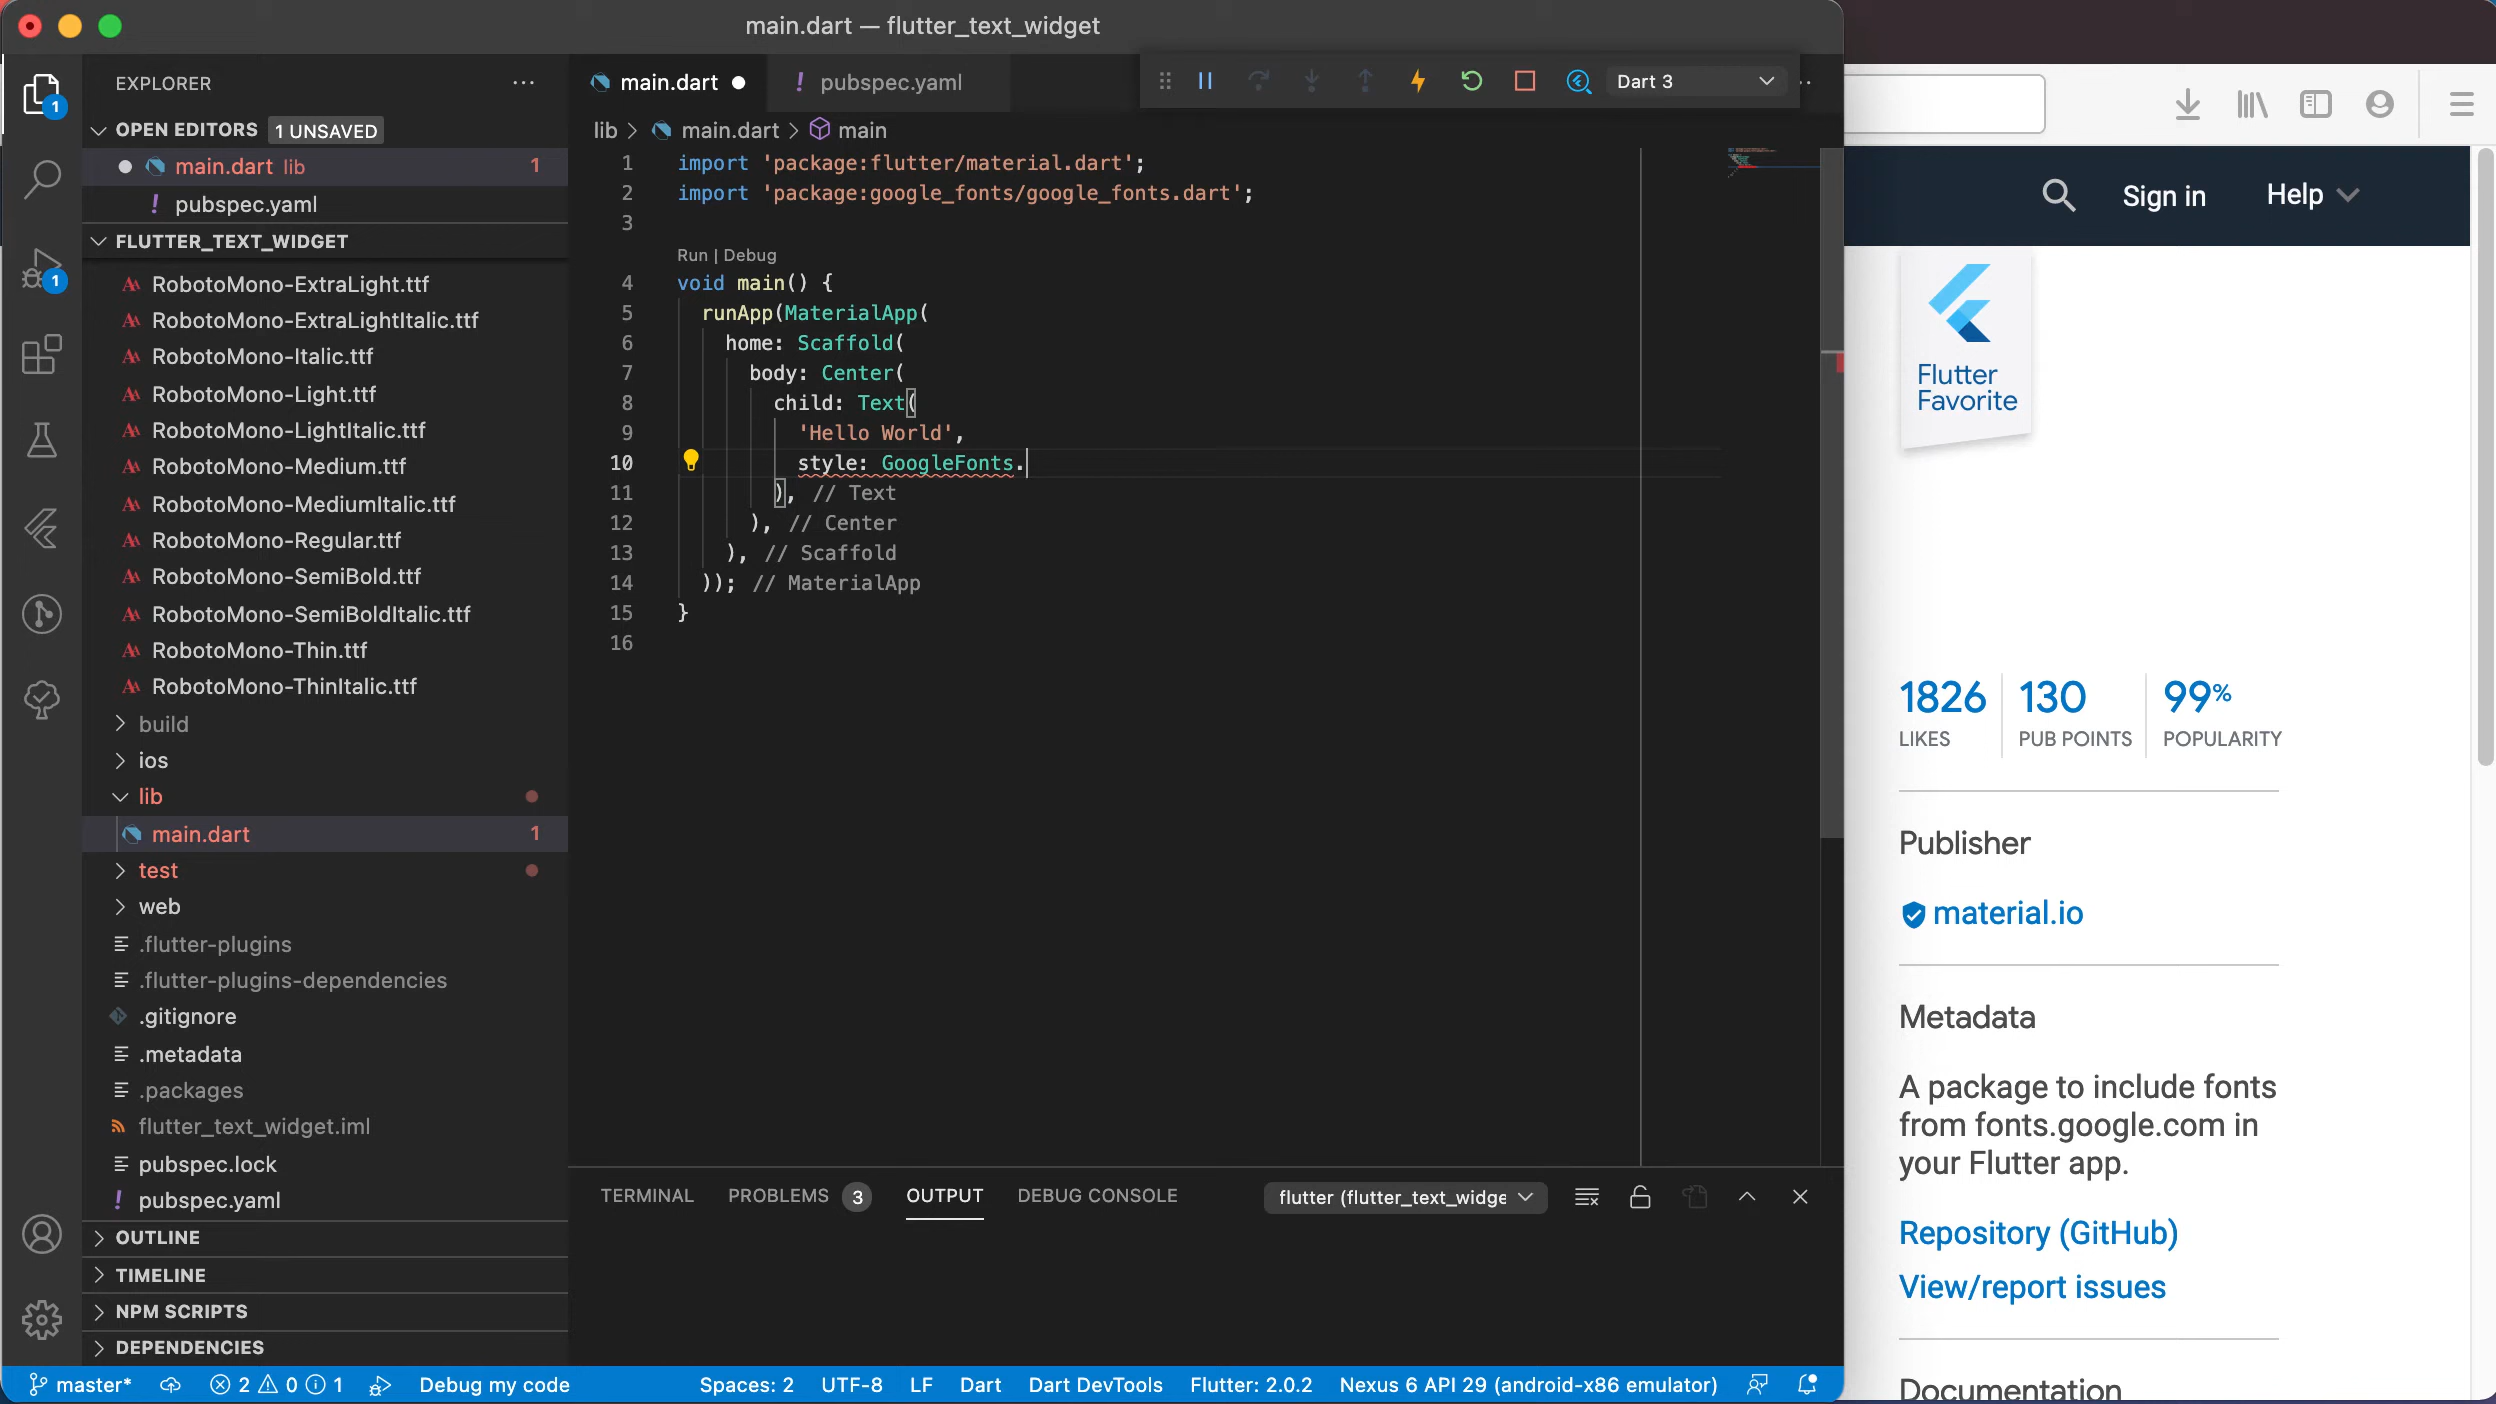 main.dart — flutter_text_widget
EXPLORER
OPEN EDITORS 1 UNSAVED
main.dart lib 1
pubspec.yaml
FLUTTER_TEXT_WIDGET
RobotoMono-ExtraLight.ttf
RobotoMono-ExtraLightItalic.ttf
RobotoMono-Italic.ttf
RobotoMono-Light.ttf
RobotoMono-LightItalic.ttf
RobotoMono-Medium.ttf
RobotoMono-MediumItalic.ttf
RobotoMono-Regular.ttf
RobotoMono-SemiBold.ttf
RobotoMono-SemiBoldItalic.ttf
RobotoMono-Thin.ttf
RobotoMono-ThinItalic.ttf
build
ios
lib
main.dart 1
test
web
.flutter-plugins
.flutter-plugins-dependencies
.gitignore
.metadata
.packages
flutter_text_widget.iml
pubspec.lock
pubspec.yaml
OUTLINE
TIMELINE
NPM SCRIPTS
DEPENDENCIES
1
1
main.dart
pubspec.yaml
Dart 3
lib > main.dart > main
1 import 'package:flutter/material.dart';
2 import 'package:google_fonts/google_fonts.dart';
3
Run | Debug
4 void main() {
5 runApp(MaterialApp(
6 home: Scaffold(
7 body: Center(
8 child: Text(
9 'Hello World',
10 style: GoogleFonts.
11 ), // Text
12 ), // Center
13 ), // Scaffold
14 )); // MaterialApp
15 }
16
TERMINAL PROBLEMS 3 OUTPUT DEBUG CONSOLE
flutter (flutter_text_widge
master* 2 0 1 Debug my code Spaces: 2 UTF-8 LF Dart Dart DevTools Flutter: 2.0.2 Nexus 6 API 29 (android-x86 emulator)
Sign in
Help
Flutter
Favorite
1826 130 99%
LIKES PUB POINTS POPULARITY
Publisher
material.io
Metadata
A package to include fonts
from fonts.google.com in
your Flutter app.
Repository (GitHub)
View/report issues
Documentation